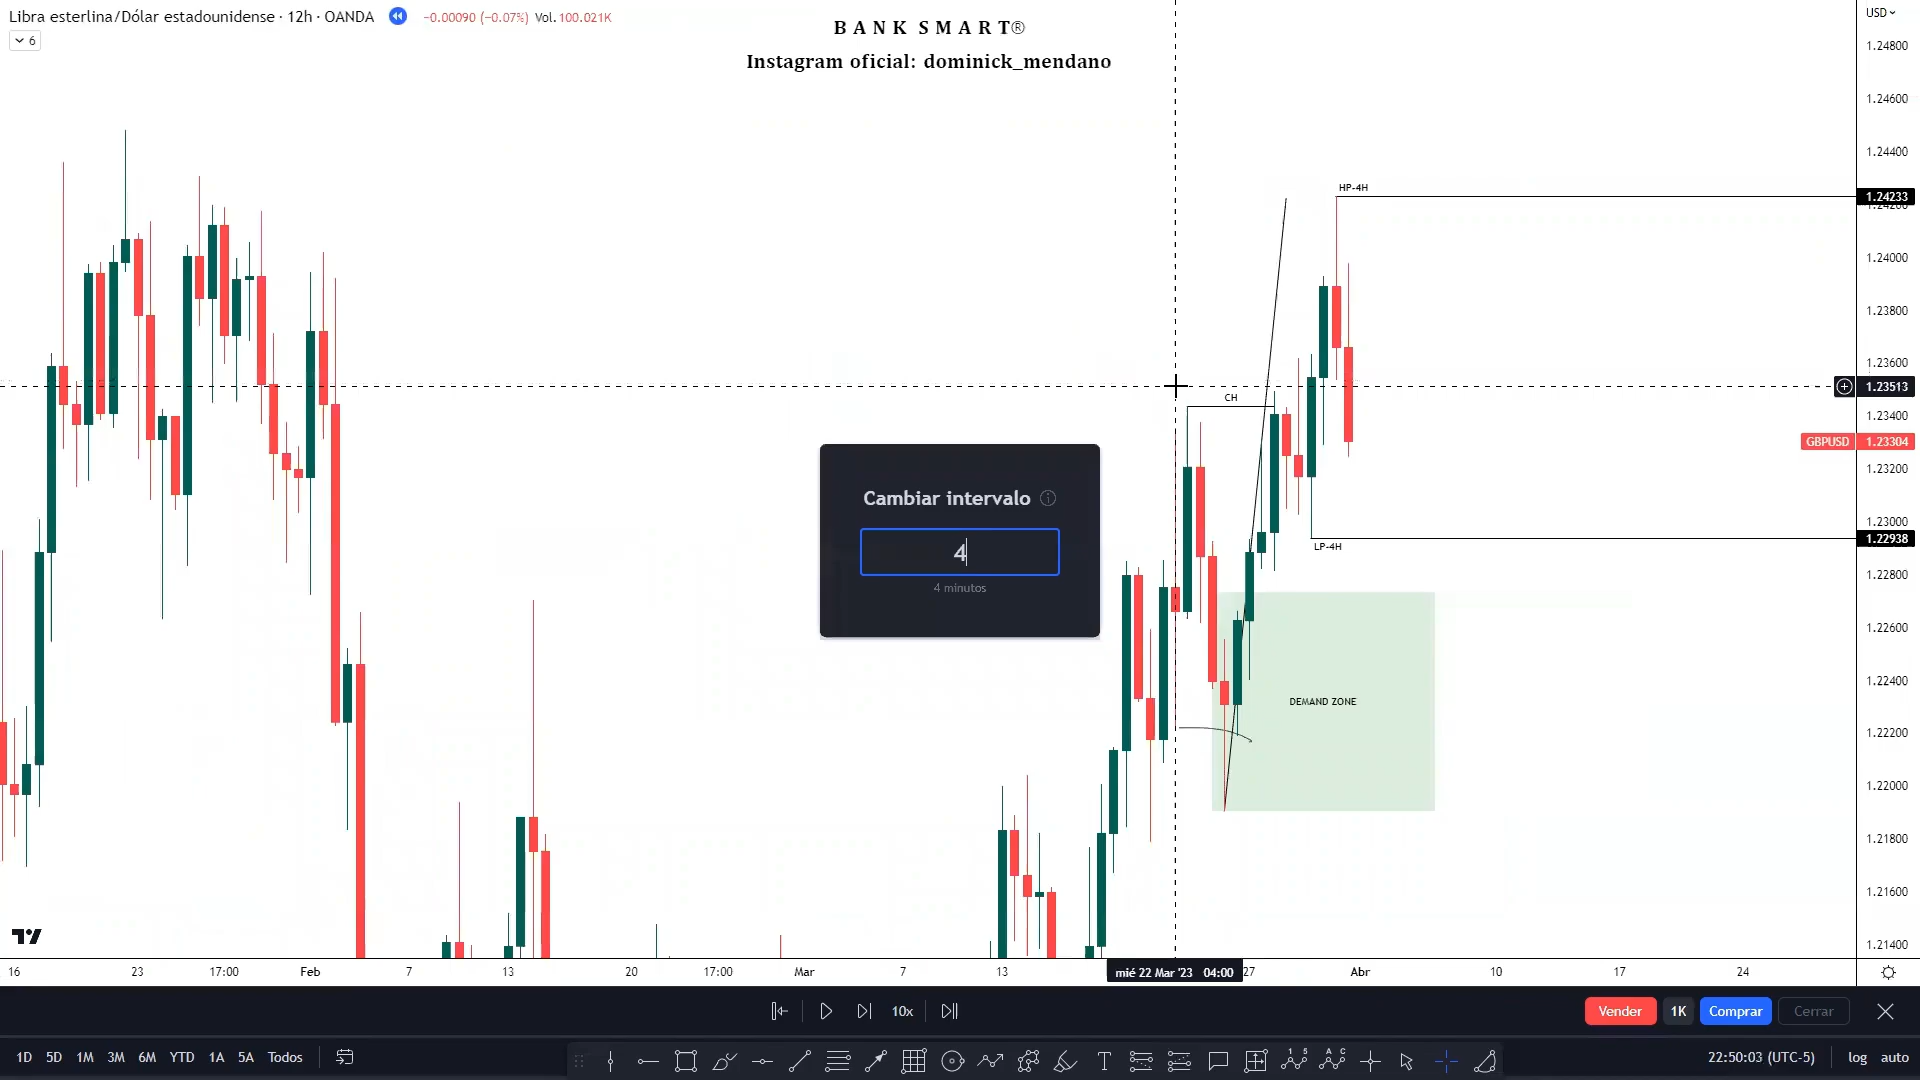 Libra esterlina/Dólar estadounidense · 12h · OANDA −0.00090 (−0.07%) Vol. 100.021K
6
B A N K S M A R T®
Instagram oficial: dominick_mendano
USD
1.24800
1.24600
1.24400
HP-4H
1.24233
1.24200
1.24000
1.23800
1.23600
1.23513
CH
1.23400
GBPUSD 1.23304
1.23200
Cambiar intervalo
4
4 minutos
1.23000
1.22938
LP-4H
1.22800
1.22600
1.22400
DEMAND ZONE
1.22200
1.22000
1.21800
1.21600
1.21400
16 23 17:00 Feb 7 13 20 17:00 Mar 7 13 mié 22 Mar '23 04:00 27 Abr 10 17 24
10x
Vender 1K Comprar Cerrar
1D 5D 1M 3M 6M YTD 1A 5A Todos
22:50:03 (UTC-5) log auto